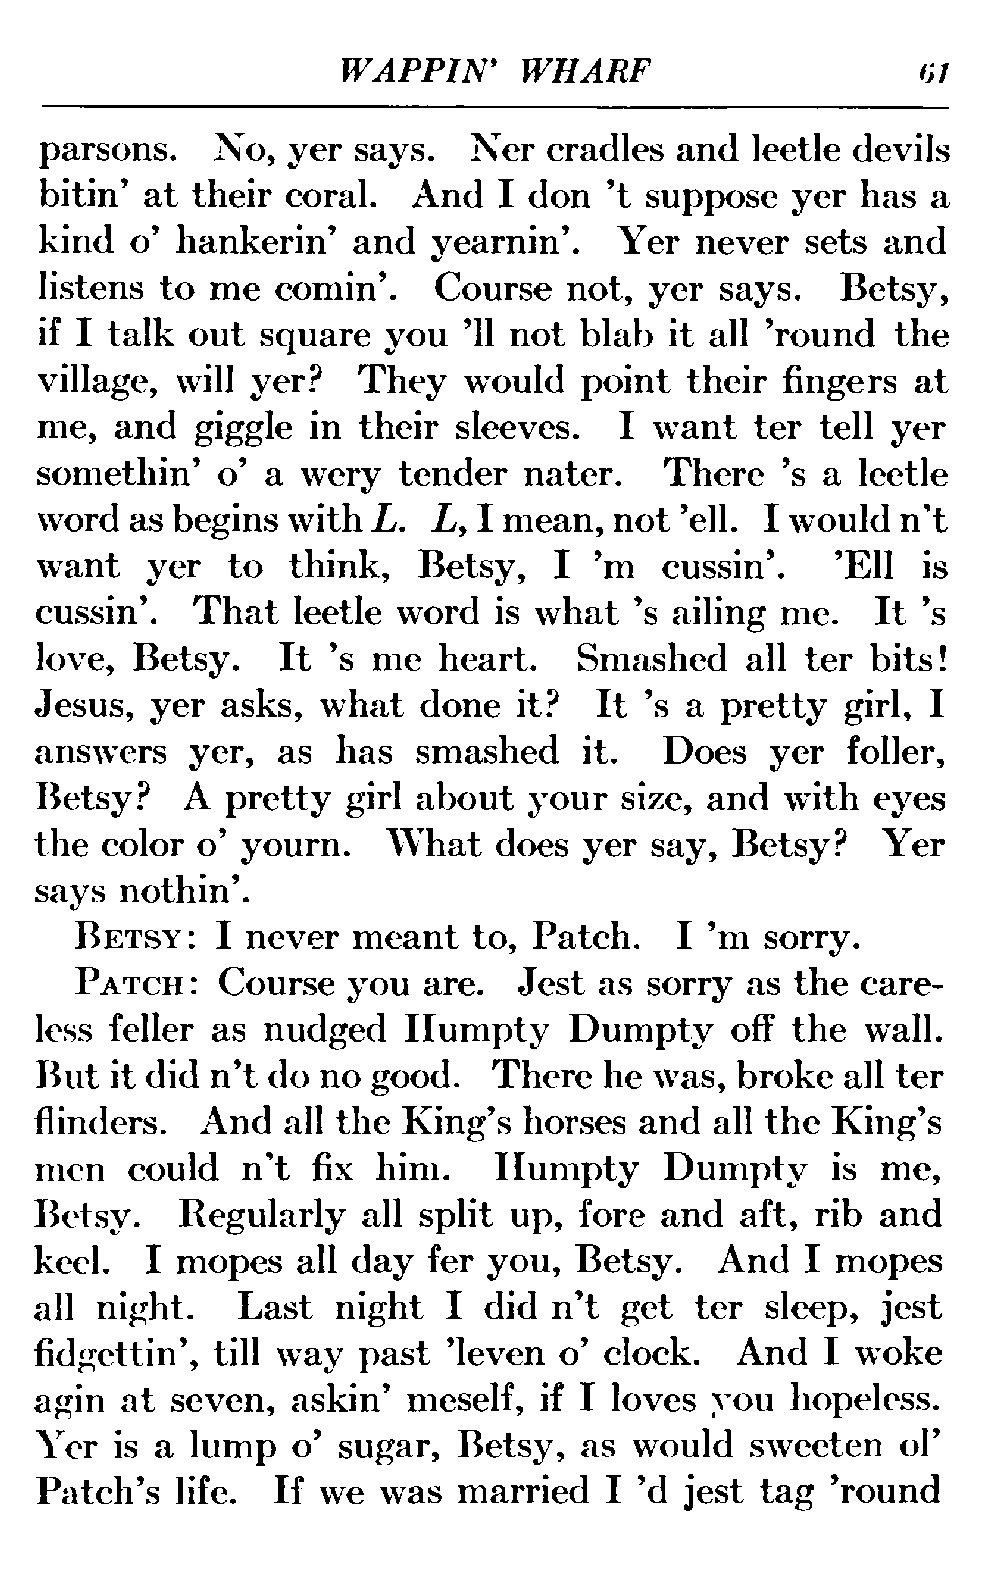 WAPPIN' WHARF 61
parsons. No, yer says. Ner cradles and leetle devils
bitin' at their coral. And I don 't suppose yer has a
kind o' hankerin' and yearnin'. Yer never sets and
listens to me comin'. Course not, yer says. Betsy,
if I talk out square you 'll not blab it all 'round the
village, will yer? They would point their fingers at
me, and giggle in their sleeves. I want ter tell yer
somethin' o' a wery tender nater. There 's a leetle
word as begins with L. L, I mean, not 'ell. I would n't
want yer to think, Betsy, I 'm cussin'. 'Ell is
cussin'. That leetle word is what 's ailing me. It 's
love, Betsy. It 's me heart. Smashed all ter bits!
Jesus, yer asks, what done it? It 's a pretty girl, I
answers yer, as has smashed it. Does yer foller,
Betsy? A pretty girl about your size, and with eyes
the color o' yourn. What does yer say, Betsy? Yer
says nothin'.
BETSY: I never meant to, Patch. I 'm sorry.
PATCH: Course you are. Jest as sorry as the care-
less feller as nudged Humpty Dumpty off the wall.
But it did n't do no good. There he was, broke all ter
flinders. And all the King's horses and all the King's
men could n't fix him. Humpty Dumpty is me,
Betsy. Regularly all split up, fore and aft, rib and
keel. I mopes all day fer you, Betsy. And I mopes
all night. Last night I did n't get ter sleep, jest
fidgettin', till way past 'leven o' clock. And I woke
agin at seven, askin' meself, if I loves you hopeless.
Yer is a lump o' sugar, Betsy, as would sweeten ol'
Patch's life. If we was married I 'd jest tag 'round